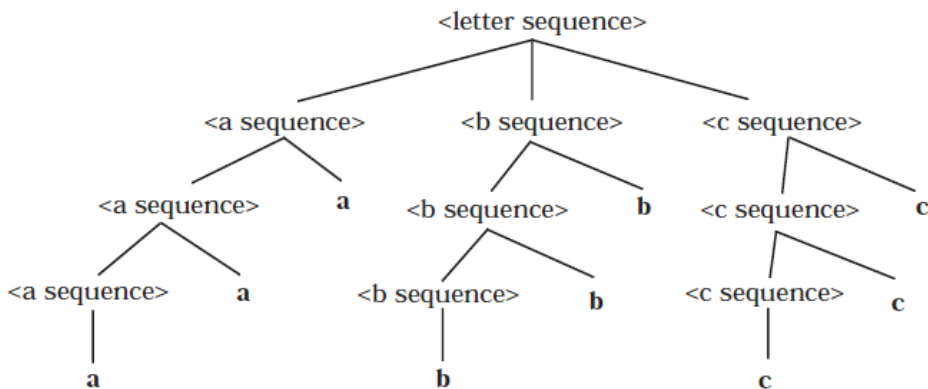 <letter sequence>
<a sequence> <b sequence> <c sequence>
<a sequence> a <b sequence> b <c sequence> c
<a sequence> a <b sequence> b <c sequence> c
a b c